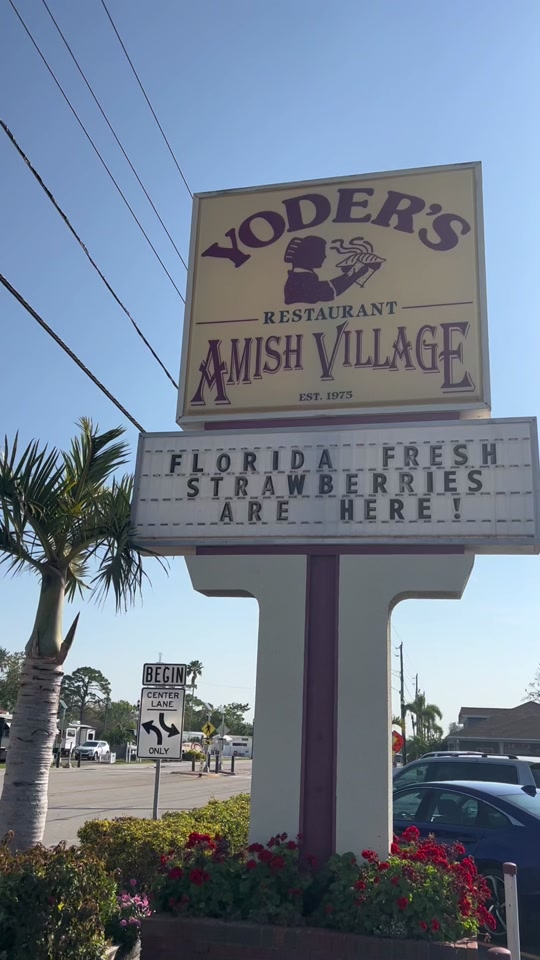 YODER'S
RESTAURANT
AMISH VILLAGE
EST. 1975
FLORIDA FRESH
STRAWBERRIES
ARE HERE!
BEGIN
CENTER
LANE
ONLY